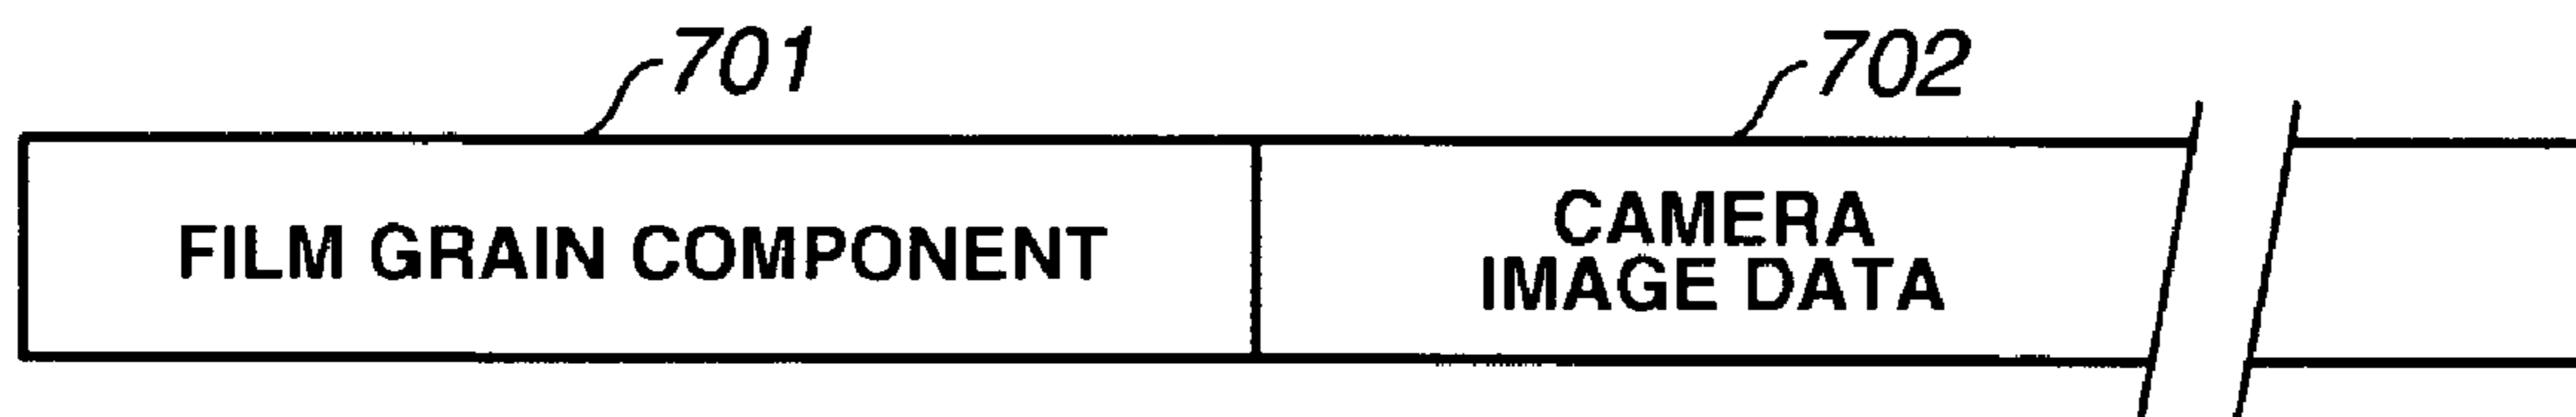 701
702
FILM GRAIN COMPONENT
CAMERA
IMAGE DATA